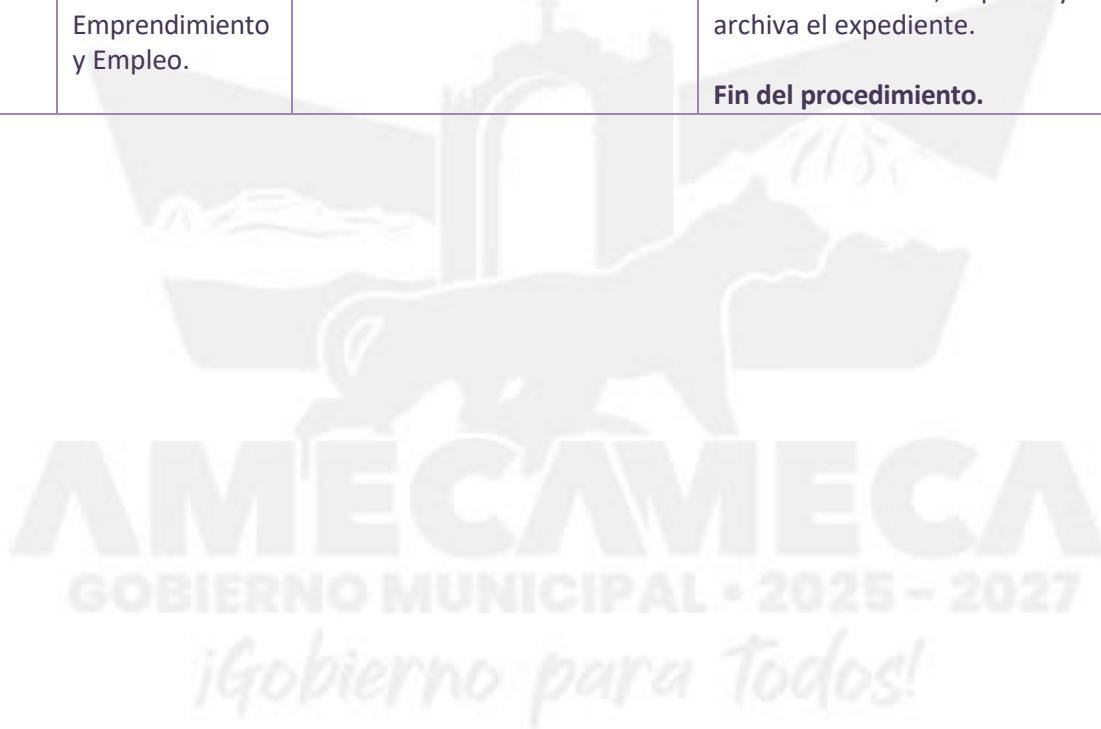 Emprendimiento
y Empleo.
archiva el expediente.
Fin del procedimiento.
AMECAMECA
GOBIERNO MUNICIPAL • 2025 - 2027
¡Gobierno para Todos!